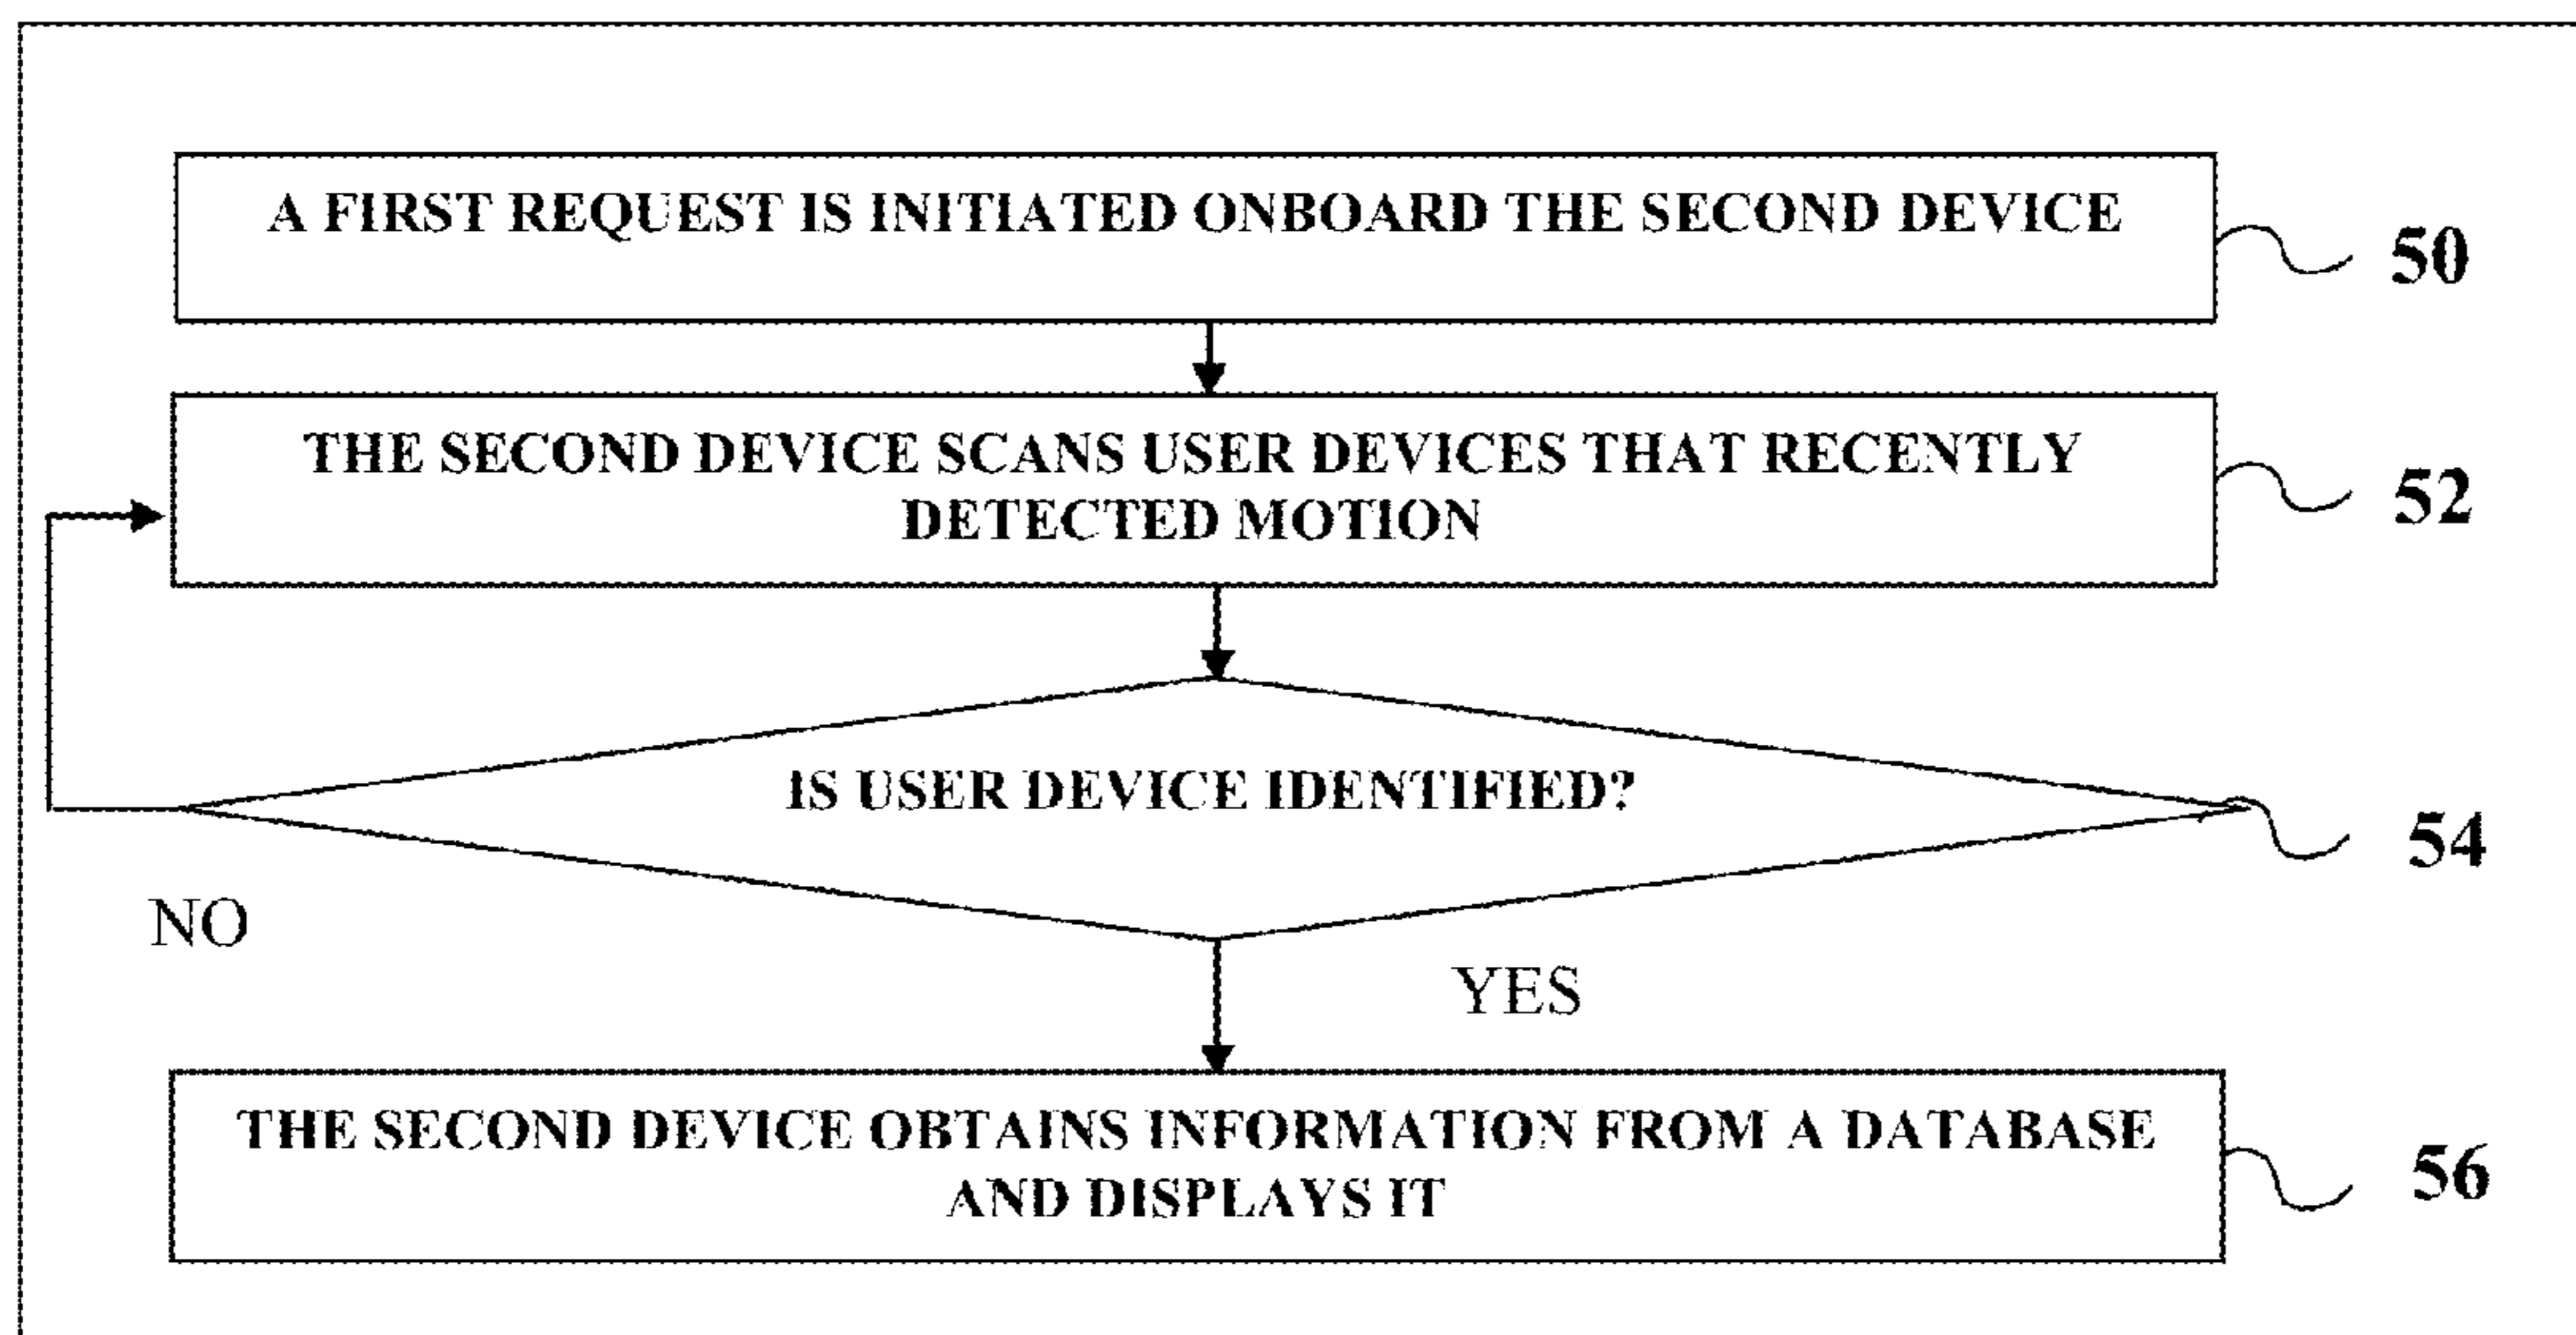 A FIRST REQUEST IS INITIATED ONBOARD THE SECOND DEVICE
50
THE SECOND DEVICE SCANS USER DEVICES THAT RECENTLY
DETECTED MOTION
52
IS USER DEVICE IDENTIFIED?
54
NO
YES
THE SECOND DEVICE OBTAINS INFORMATION FROM A DATABASE
AND DISPLAYS IT
56